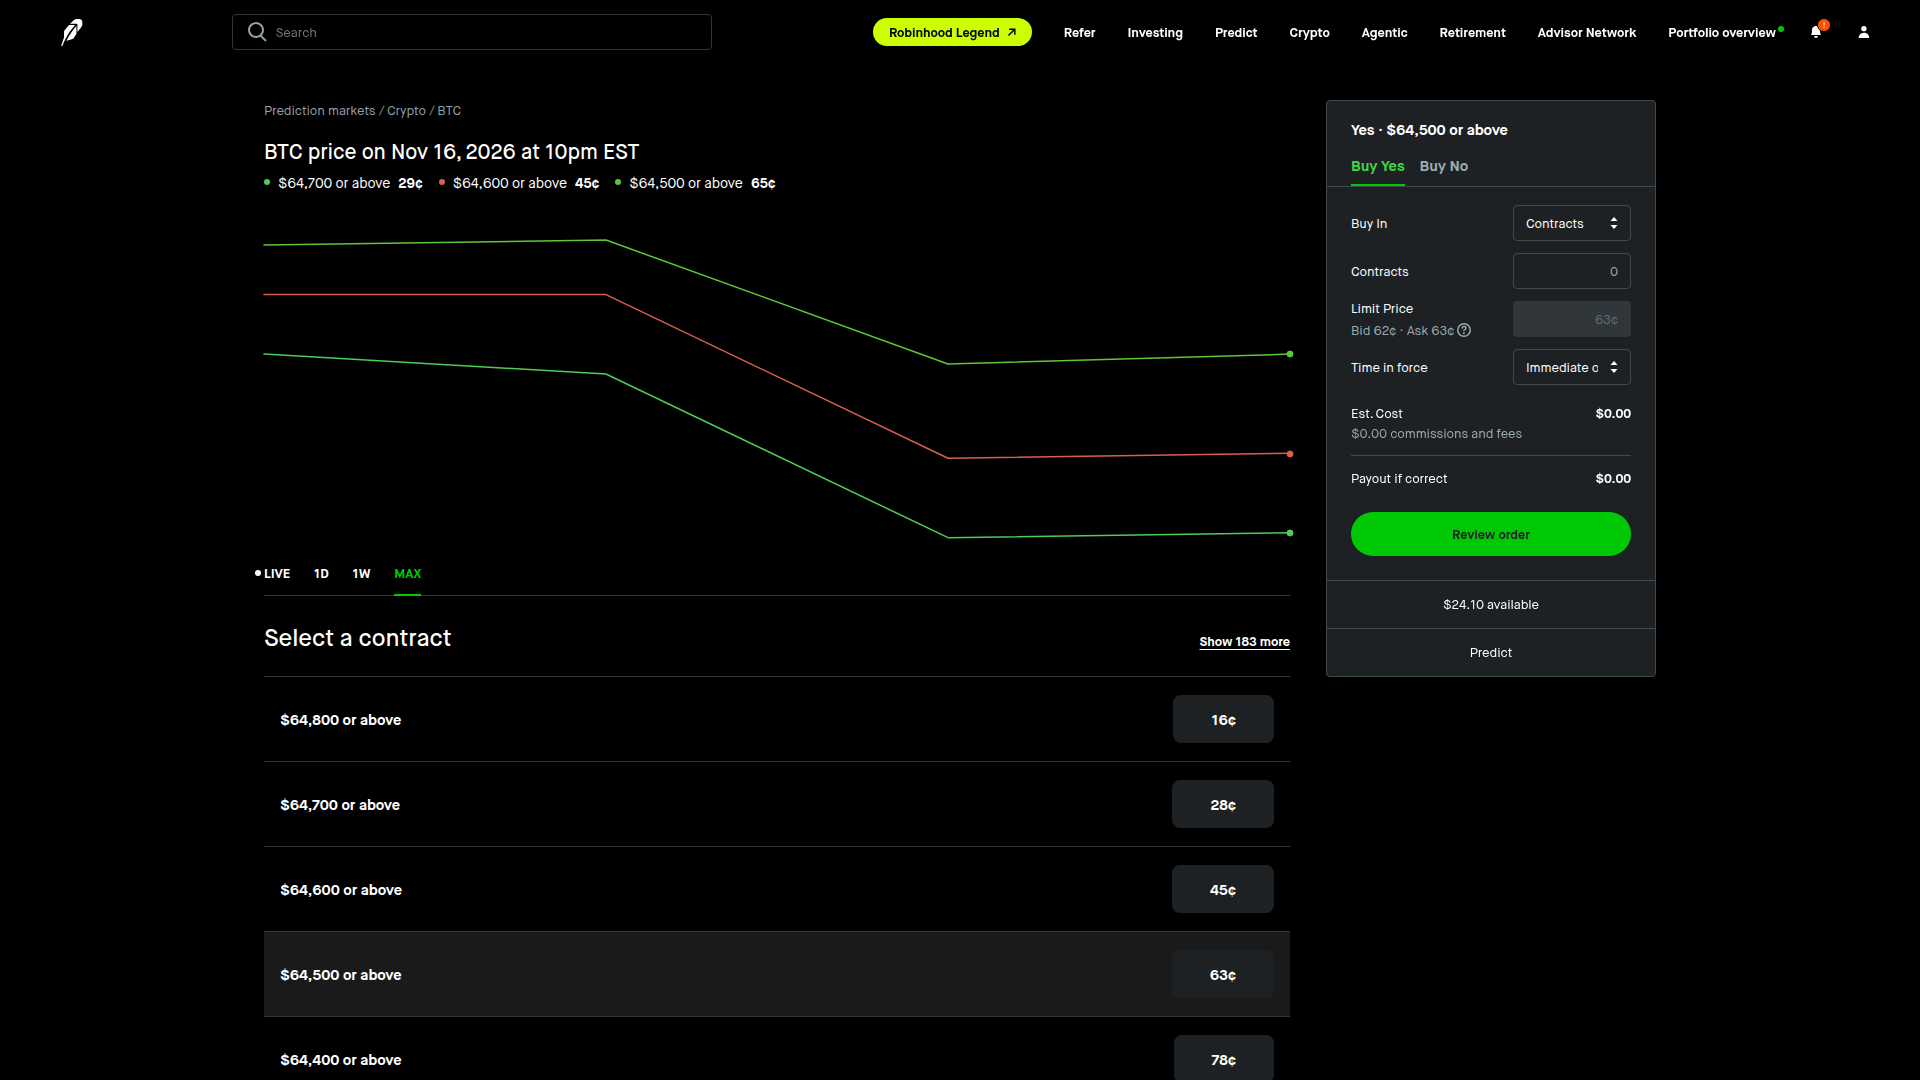 Search
Robinhood Legend
Refer
Investing
Predict
Crypto
Agentic
Retirement
Advisor Network
Portfolio overview
!
Prediction markets / Crypto / BTC
BTC price on Nov 16, 2026 at 10pm EST
$64,700 or above 29¢ $64,600 or above 45¢ $64,500 or above 65¢
LIVE 1D 1W MAX
Select a contract
Show 183 more
$64,800 or above 16¢
$64,700 or above 28¢
$64,600 or above 45¢
$64,500 or above 63¢
$64,400 or above 78¢
Yes · $64,500 or above
Buy Yes Buy No
Buy In Contracts
Contracts 0
Limit Price
Bid 62¢ · Ask 63¢ ? 63¢
Time in force Immediate o
Est. Cost $0.00
$0.00 commissions and fees
Payout if correct $0.00
Review order
$24.10 available
Predict